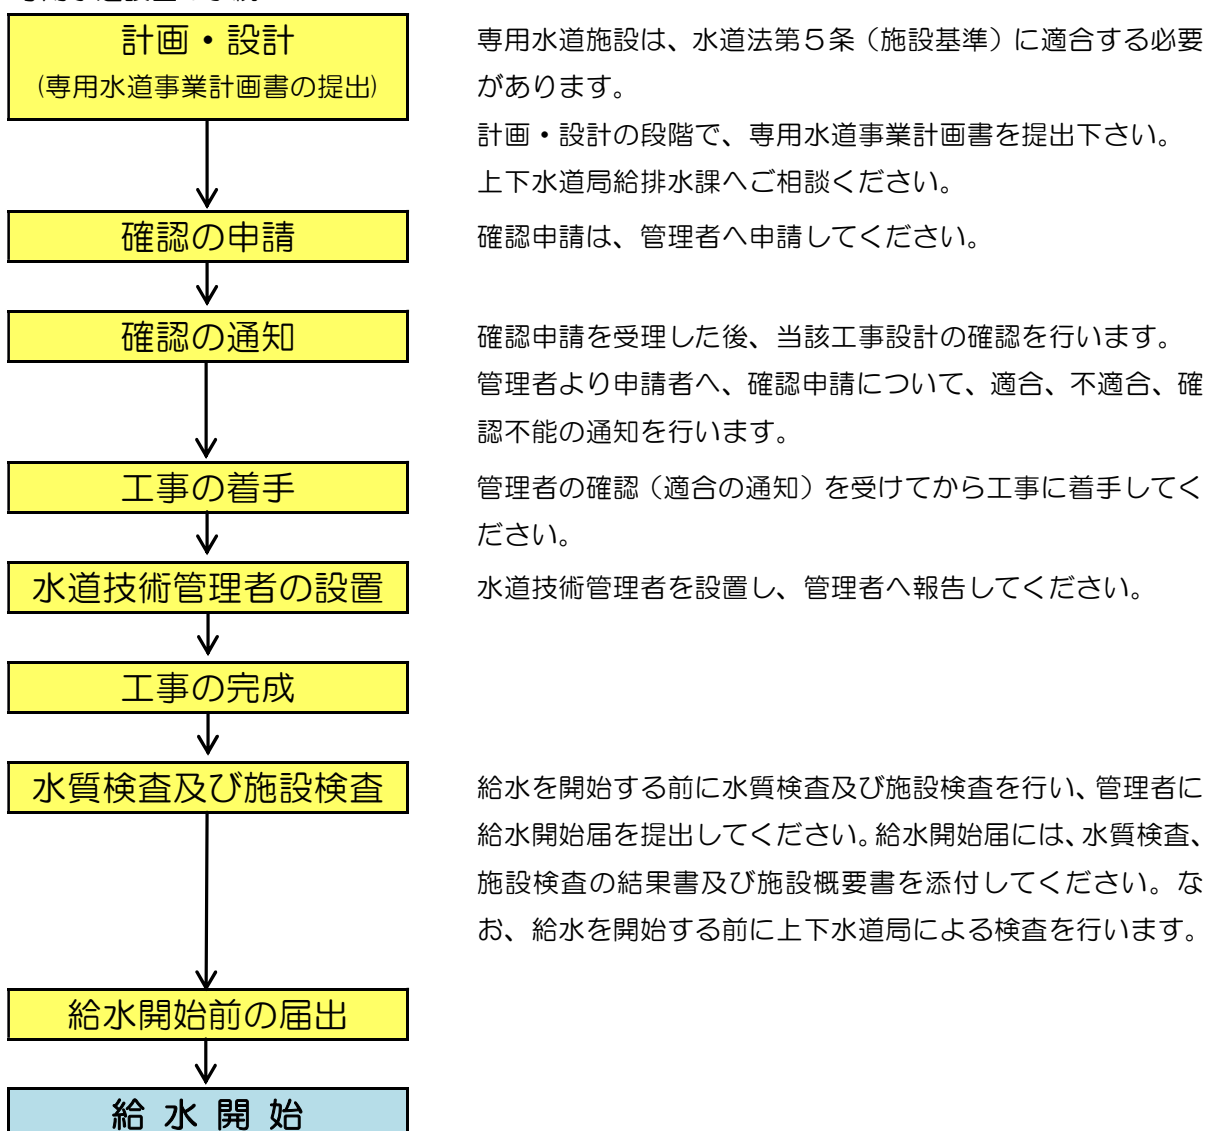 計画・設計
(専用水道事業計画書の提出)
専用水道施設は、水道法第５条（施設基準）に適合する必要
があります。
計画・設計の段階で、専用水道事業計画書を提出下さい。
上下水道局給排水課へご相談ください。
確認の申請
確認申請は、管理者へ申請してください。
確認の通知
確認申請を受理した後、当該工事設計の確認を行います。
管理者より申請者へ、確認申請について、適合、不適合、確
認不能の通知を行います。
工事の着手
管理者の確認（適合の通知）を受けてから工事に着手してく
ださい。
水道技術管理者の設置
水道技術管理者を設置し、管理者へ報告してください。
工事の完成
水質検査及び施設検査
給水を開始する前に水質検査及び施設検査を行い、管理者に
給水開始届を提出してください。給水開始届には、水質検査、
施設検査の結果書及び施設概要書を添付してください。な
お、給水を開始する前に上下水道局による検査を行います。
給水開始前の届出
給 水 開 始